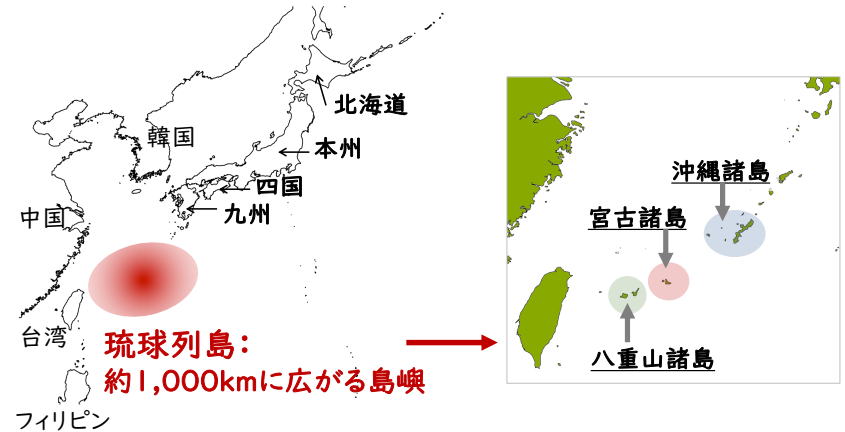 北海道
本州
四国
九州
韓国
中国
台湾
フィリピン
琉球列島:
約1,000kmに広がる島嶼
沖縄諸島
宮古諸島
八重山諸島